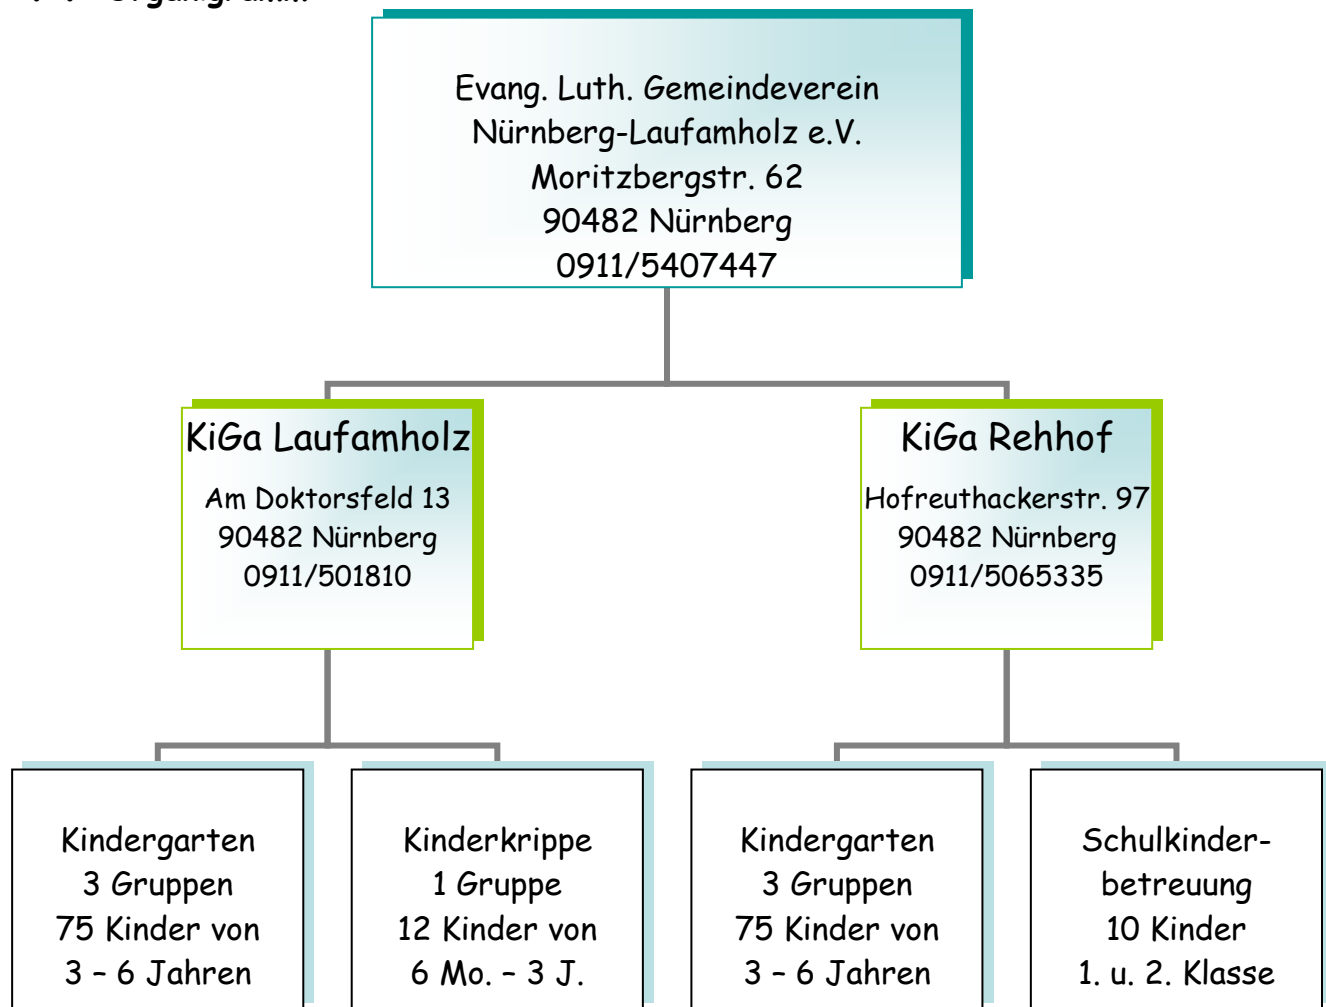 Organigramm
Evang. Luth. Gemeindeverein
Nürnberg-Laufamholz e.V.
Moritzbergstr. 62
90482 Nürnberg
0911/5407447
KiGa Laufamholz
Am Doktorsfeld 13
90482 Nürnberg
0911/501810
KiGa Rehhof
Hofreuthackerstr. 97
90482 Nürnberg
0911/5065335
Kindergarten
3 Gruppen
75 Kinder von
3 – 6 Jahren
Kinderkrippe
1 Gruppe
12 Kinder von
6 Mo. – 3 J.
Kindergarten
3 Gruppen
75 Kinder von
3 – 6 Jahren
Schulkinder-
betreuung
10 Kinder
1. u. 2. Klasse